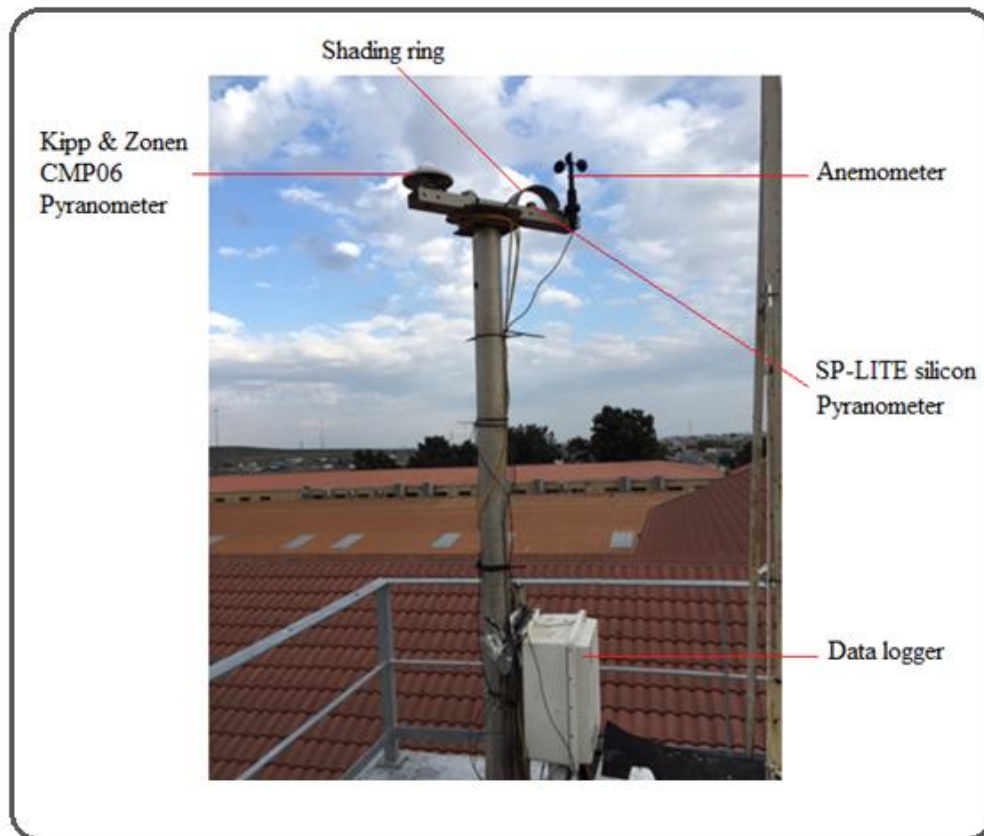 Shading ring
Kipp & Zonen
CMP06
Pyranometer
Anemometer
SP-LITE silicon
Pyranometer
Data logger